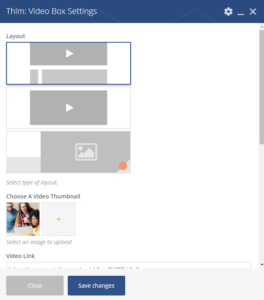 Thim: Video Box Settings
Layout
Select type of layout.
Choose A Video Thumbnail
Select an image to upload
Video Link
Close
Save changes